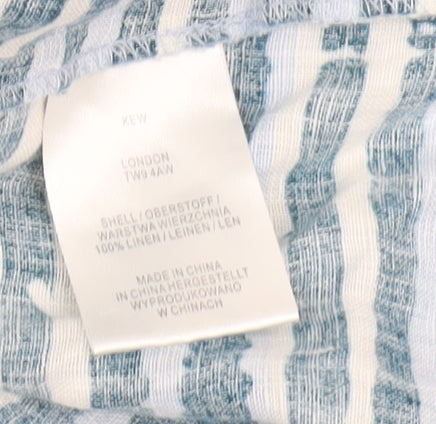 KEW
LONDON
TW9 4AW
SHELL / OBERSTOFF /
WARSTWA WIERZCHNIA
100% LINEN / LEINEN / LEN
MADE IN CHINA
IN CHINA HERGESTELLT
WYPRODUKOWANO
W CHINACH